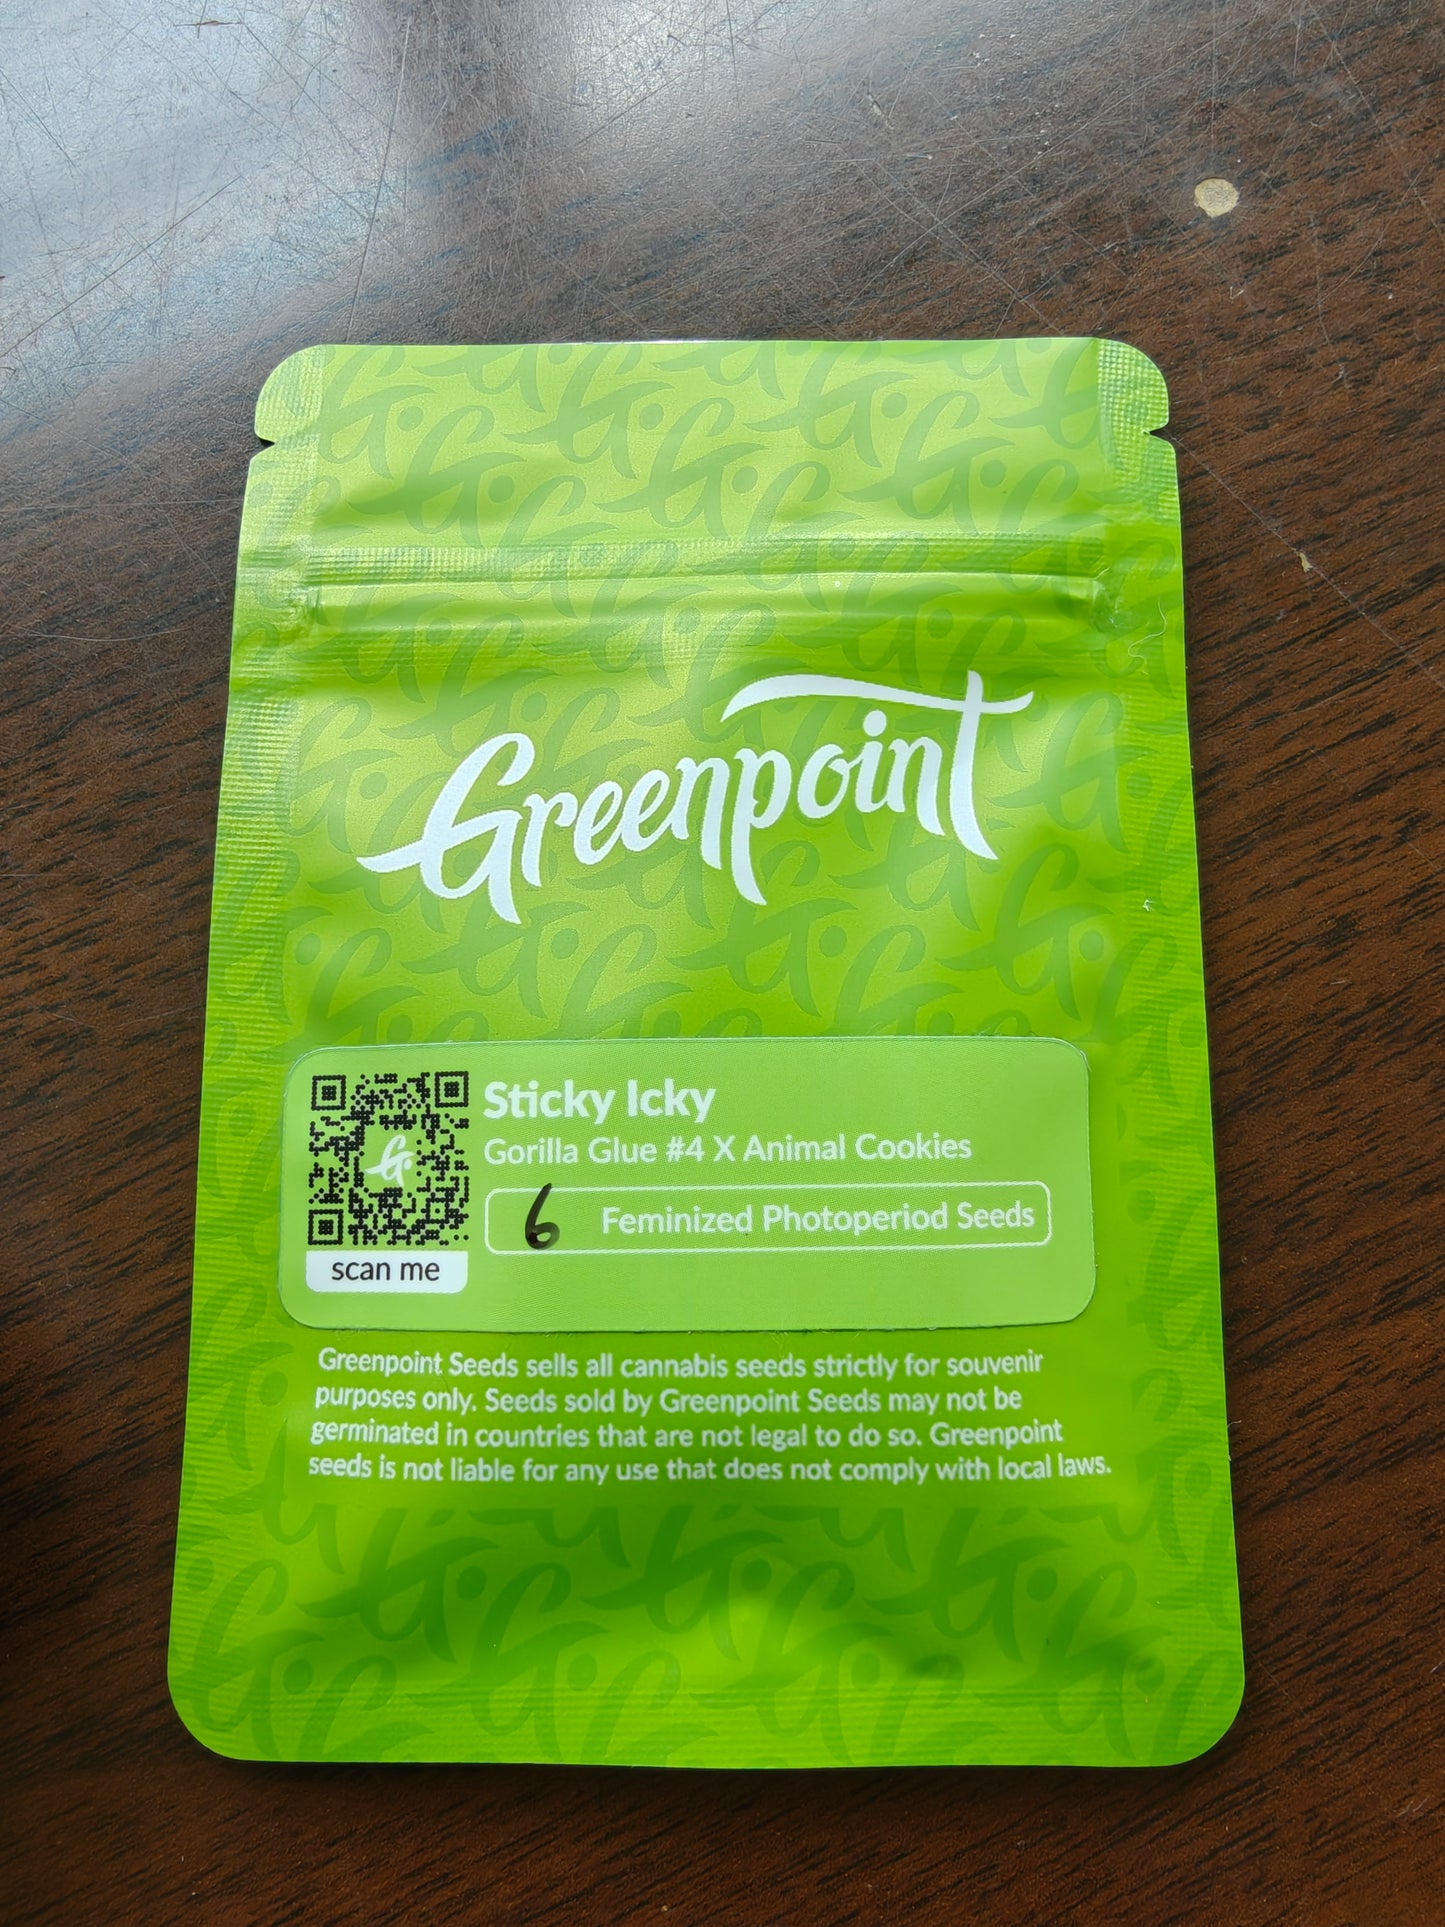 Greenpoint
Sticky Icky
Gorilla Glue #4 X Animal Cookies
6 Feminized Photoperiod Seeds
scan me
Greenpoint Seeds sells all cannabis seeds strictly for souvenir
purposes only. Seeds sold by Greenpoint Seeds may not be
germinated in countries that are not legal to do so. Greenpoint
seeds is not liable for any use that does not comply with local laws.